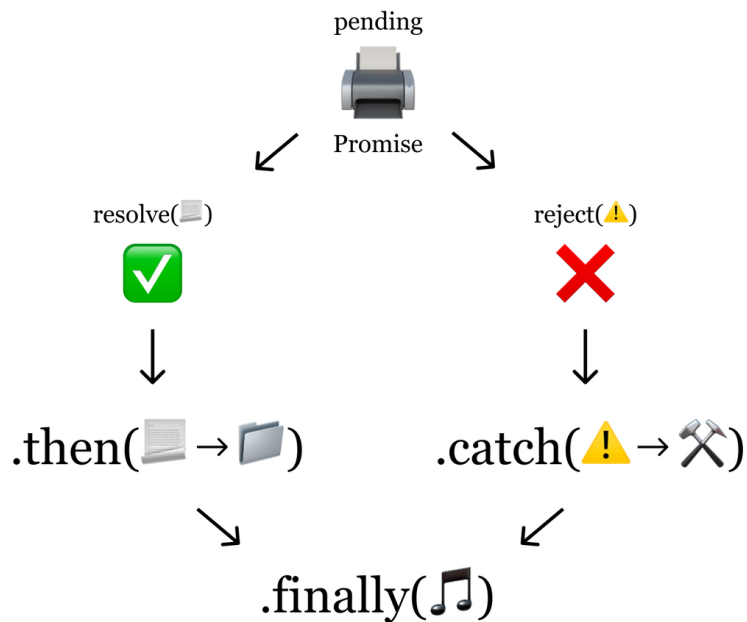 pending
Promise
resolve(📃)
reject(⚠️)
.then(📃→📁)
.catch(⚠️→⚒️)
.finally(🎵)